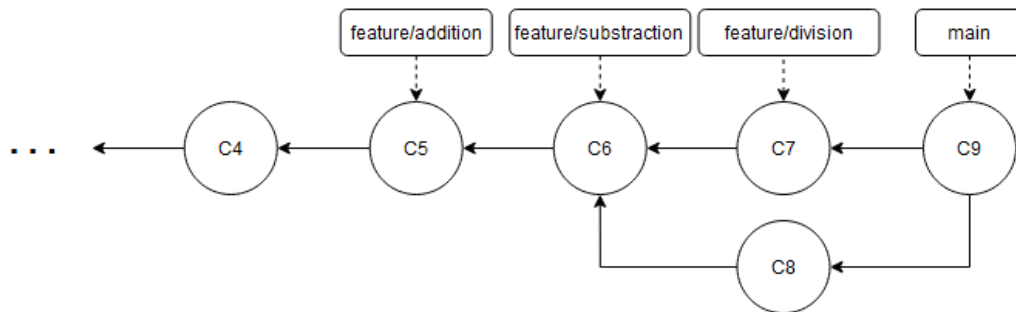 feature/addition
feature/substraction
feature/division
main
...
C4
C5
C6
C7
C9
C8